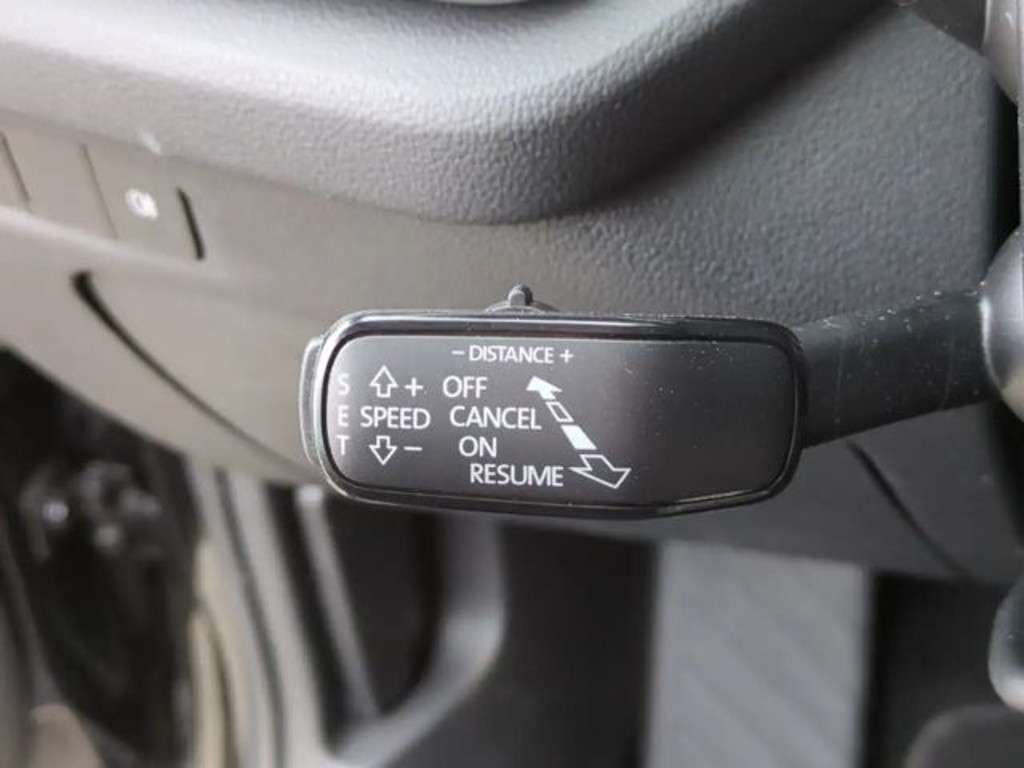 − DISTANCE +
S + OFF
E SPEED CANCEL
T − ON
RESUME